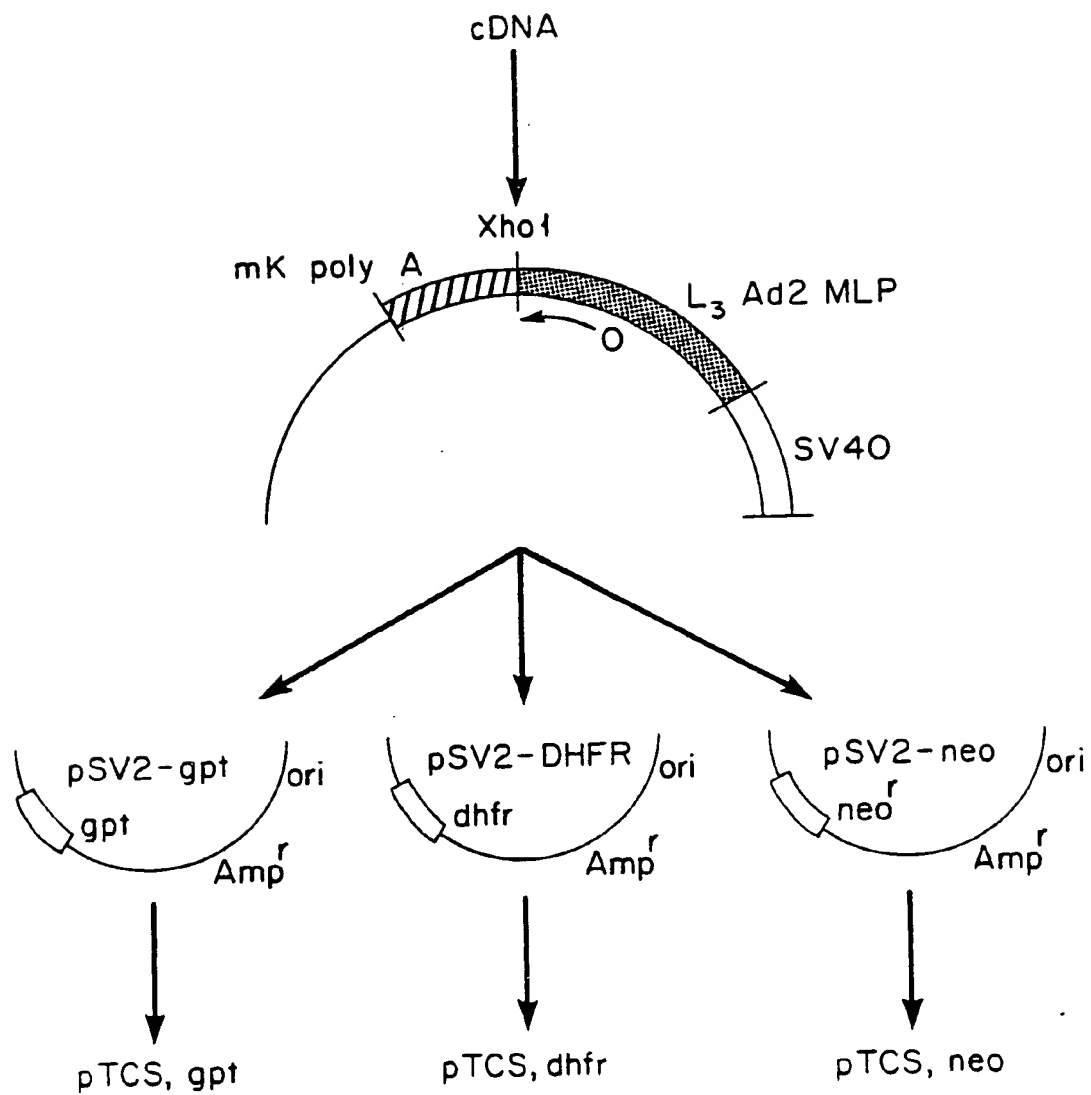 cDNA
Xho1
mK poly A
L3 Ad2 MLP
O
SV40
pSV2-gpt
ori
gpt
Ampr
pSV2-DHFR
ori
dhfr
Ampr
pSV2-neo
ori
neor
Ampr
pTCS, gpt
pTCS, dhfr
pTCS, neo